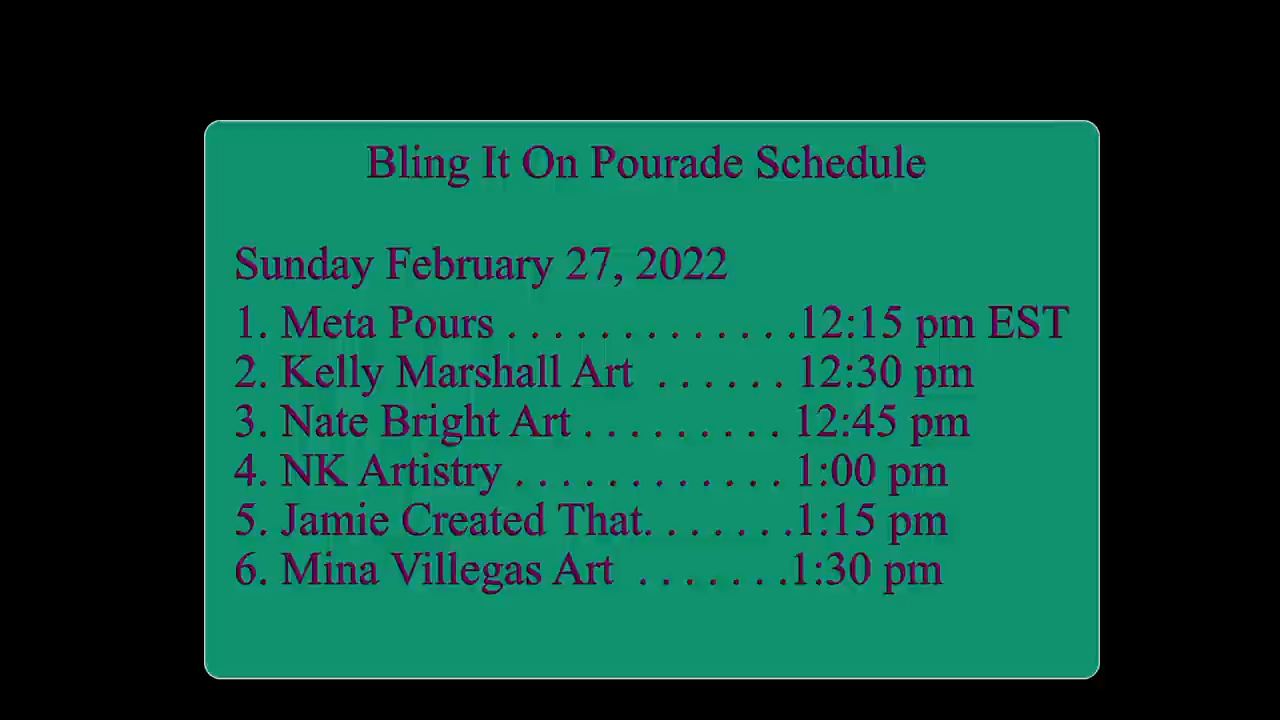 Bling It On Pourade Schedule
Sunday February 27, 2022
1. Meta Pours . . . . . . . . . . . . .12:15 pm EST
2. Kelly Marshall Art . . . . . . 12:30 pm
3. Nate Bright Art . . . . . . . . . 12:45 pm
4. NK Artistry . . . . . . . . . . . . 1:00 pm
5. Jamie Created That. . . . . . .1:15 pm
6. Mina Villegas Art . . . . . . .1:30 pm